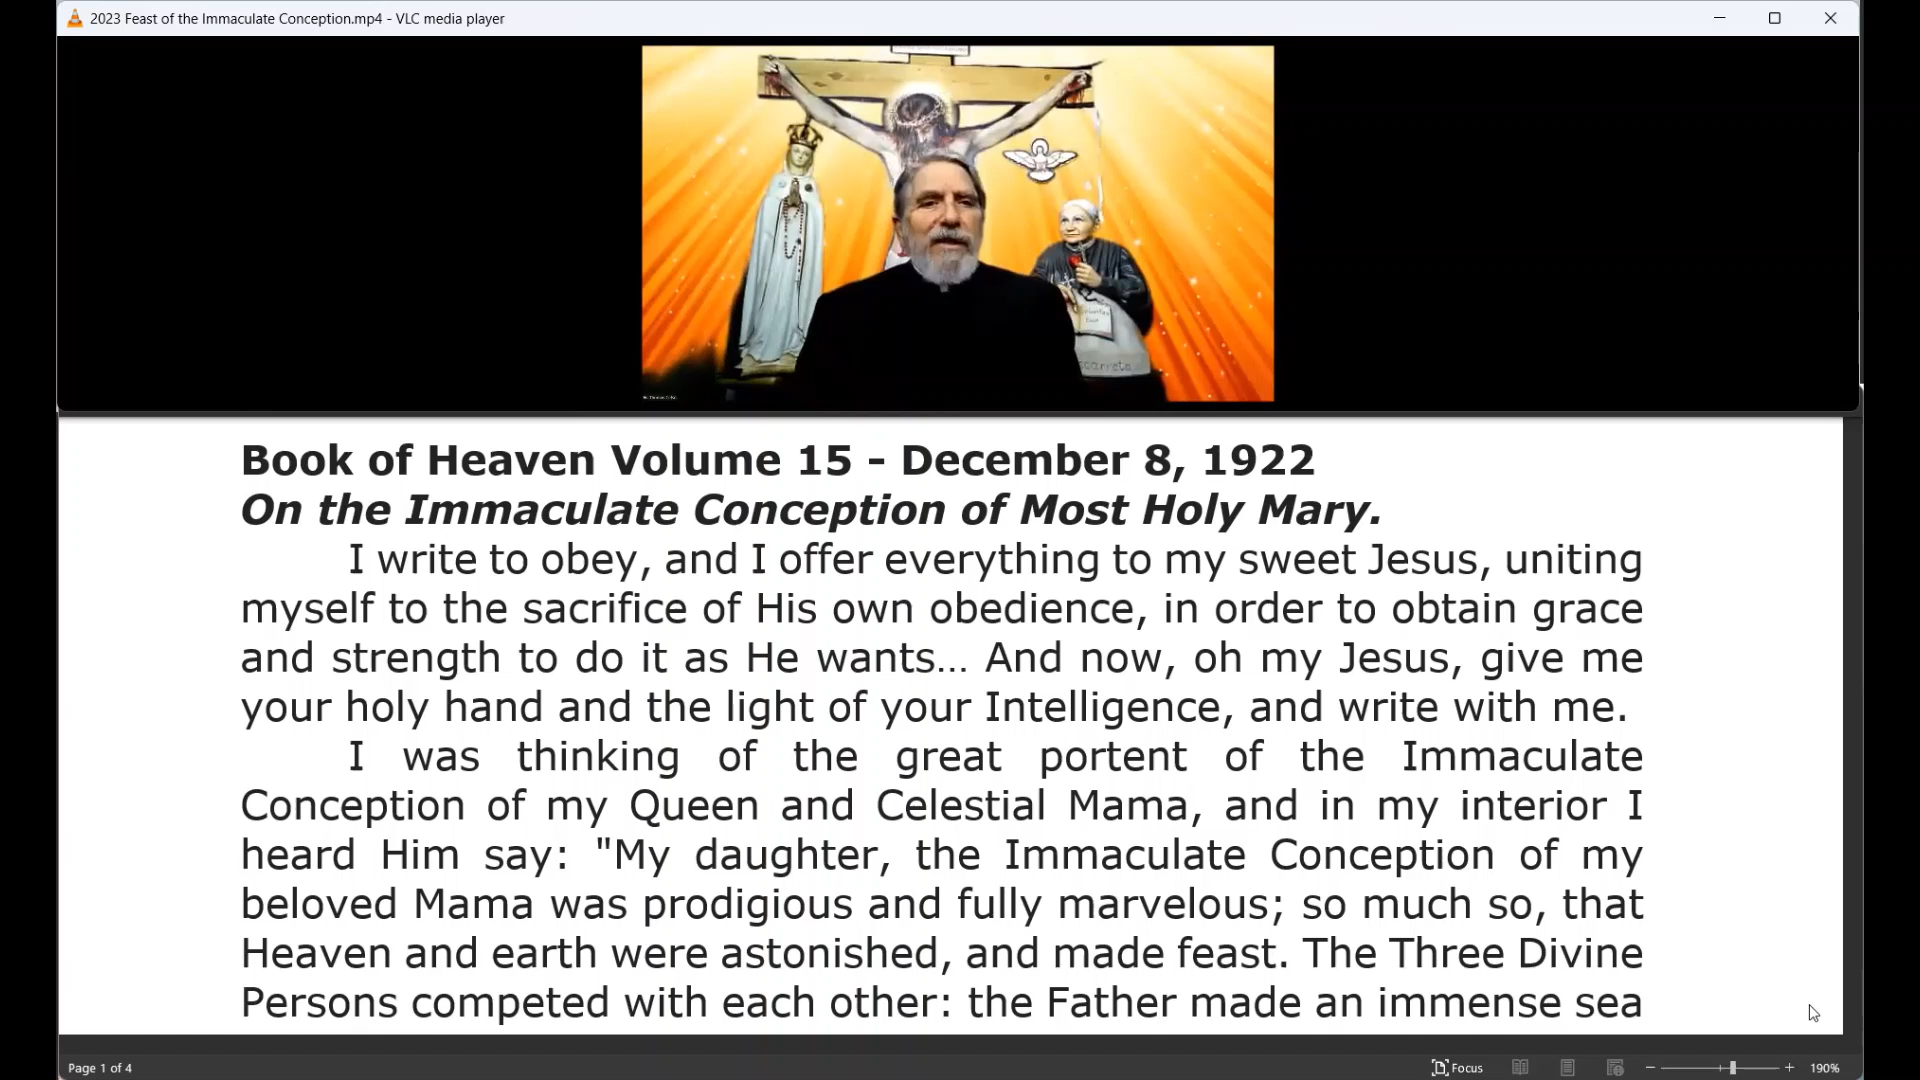 2023 Feast of the Immaculate Conception.mp4 - VLC media player
Book of Heaven Volume 15 - December 8, 1922
On the Immaculate Conception of Most Holy Mary.
I write to obey, and I offer everything to my sweet Jesus, uniting
myself to the sacrifice of His own obedience, in order to obtain grace
and strength to do it as He wants... And now, oh my Jesus, give me
your holy hand and the light of your Intelligence, and write with me.
I was thinking of the great portent of the Immaculate
Conception of my Queen and Celestial Mama, and in my interior I
heard Him say: "My daughter, the Immaculate Conception of my
beloved Mama was prodigious and fully marvelous; so much so, that
Heaven and earth were astonished, and made feast. The Three Divine
Persons competed with each other: the Father made an immense sea
Page 1 of 4
Focus
190%